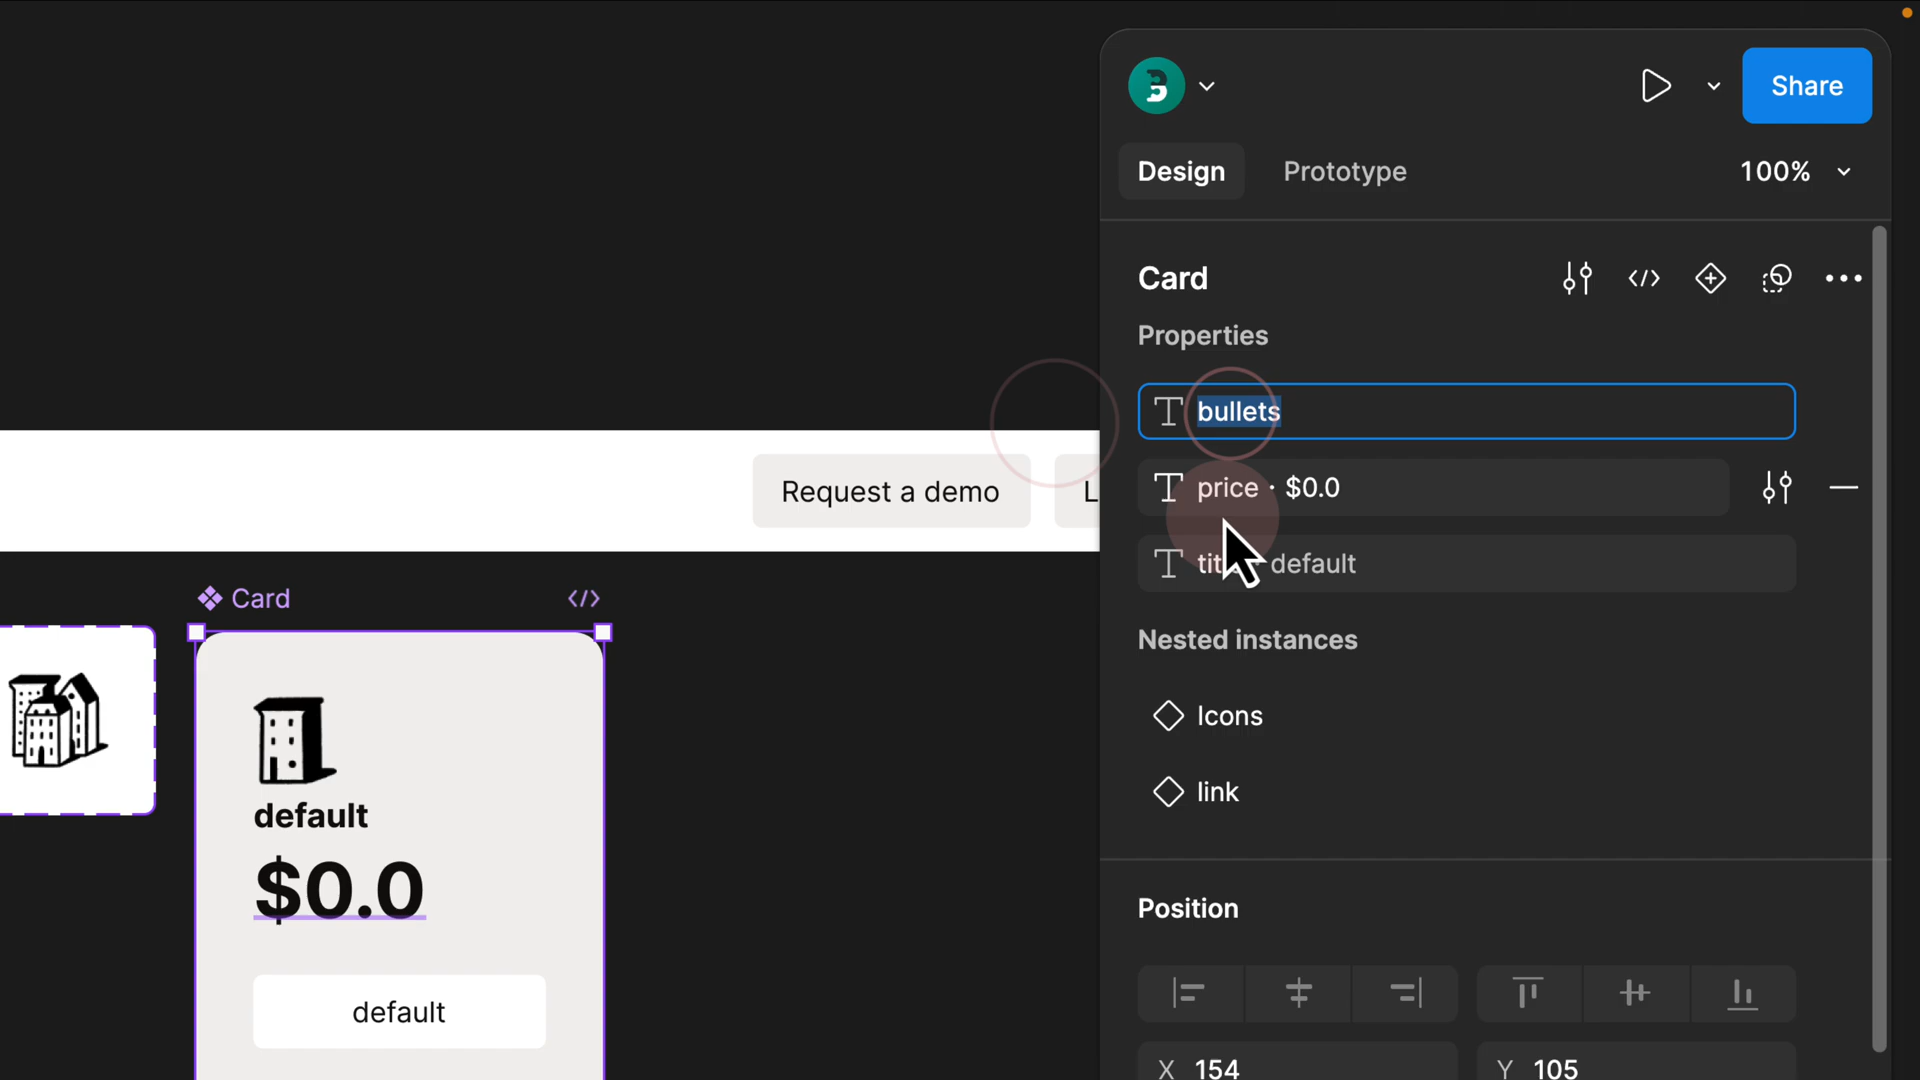 Share
Design Prototype 100%
Card
Properties
bullets
Request a demo
price · $0.0
default
Card
Nested instances
Icons
default
link
$0.0
Position
default
X 154 Y 105